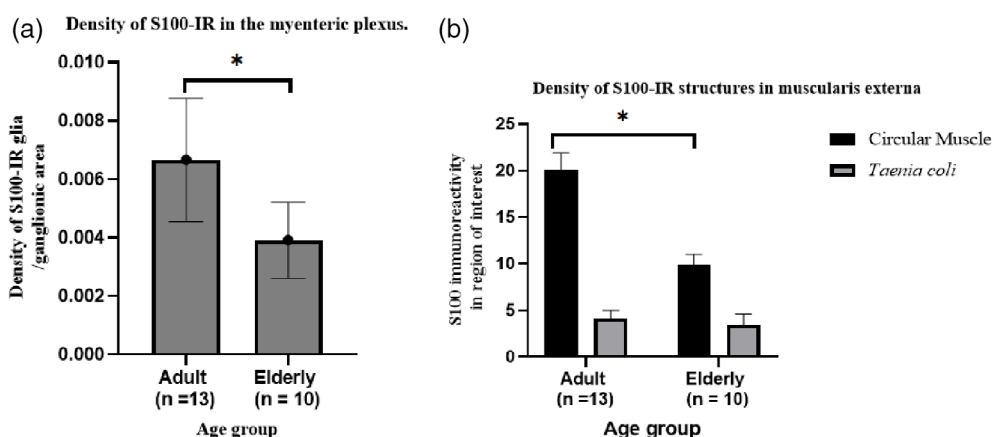 (a)
Density of S100-IR in the myenteric plexus.
Density of S100-IR glia
/ganglionic area
0.010
0.008
0.006
0.004
0.002
0.000
*
Adult
(n =13)
Elderly
(n = 10)
Age group
(b)
Density of S100-IR structures in muscularis externa
S100 immunoreactivity
in region of interest
25
20
15
10
5
0
*
Adult
(n =13)
Elderly
(n = 10)
Age group
Circular Muscle
Taenia coli